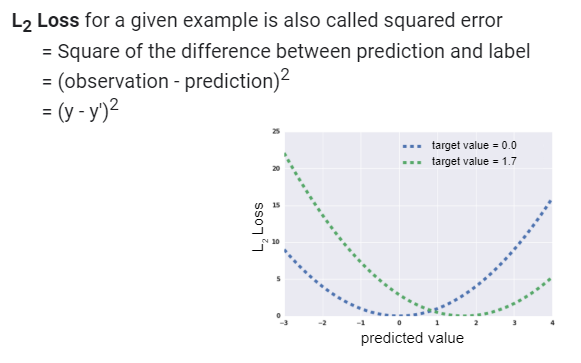 L2 Loss for a given example is also called squared error
= Square of the difference between prediction and label
= (observation - prediction)2
= (y - y')2
25
20
15
10
5
0
L2 Loss
target value = 0.0
target value = 1.7
-3 -2 -1 0 1 2 3 4
predicted value